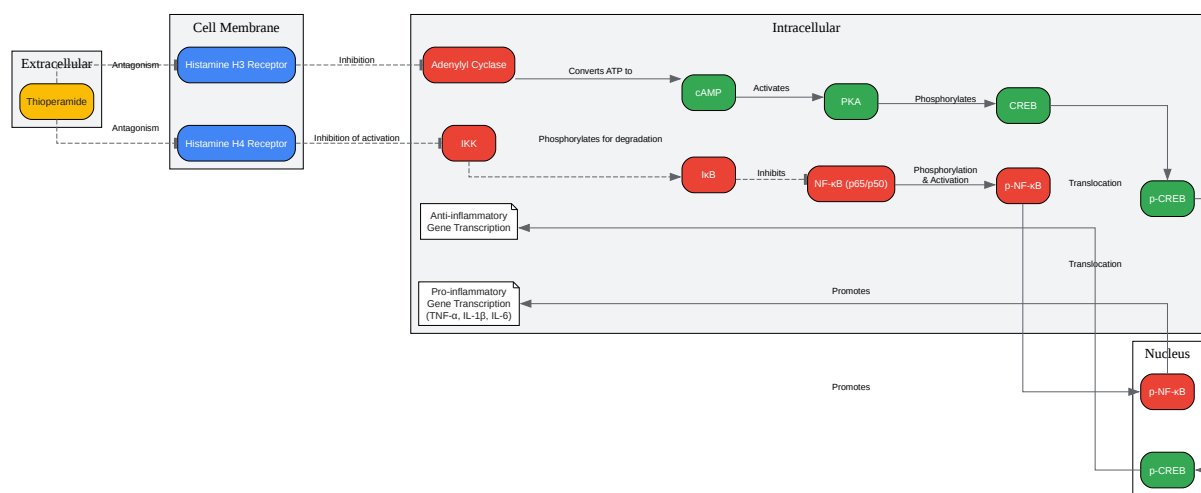 Extracellular
Thioperamide
Antagonism
Antagonism
Cell Membrane
Histamine H3 Receptor
Histamine H4 Receptor
Inhibition
Inhibition of activation
Intracellular
Adenylyl Cyclase
Converts ATP to
cAMP
Activates
PKA
Phosphorylates
CREB
IKK
Phosphorylates for degradation
IκB
Inhibits
NF-κB (p65/p50)
Phosphorylation
& Activation
p-NF-κB
Translocation
p-CREB
Anti-inflammatory
Gene Transcription
Translocation
Pro-inflammatory
Gene Transcription
(TNF-α, IL-1β, IL-6)
Promotes
Nucleus
Promotes
p-NF-κB
p-CREB